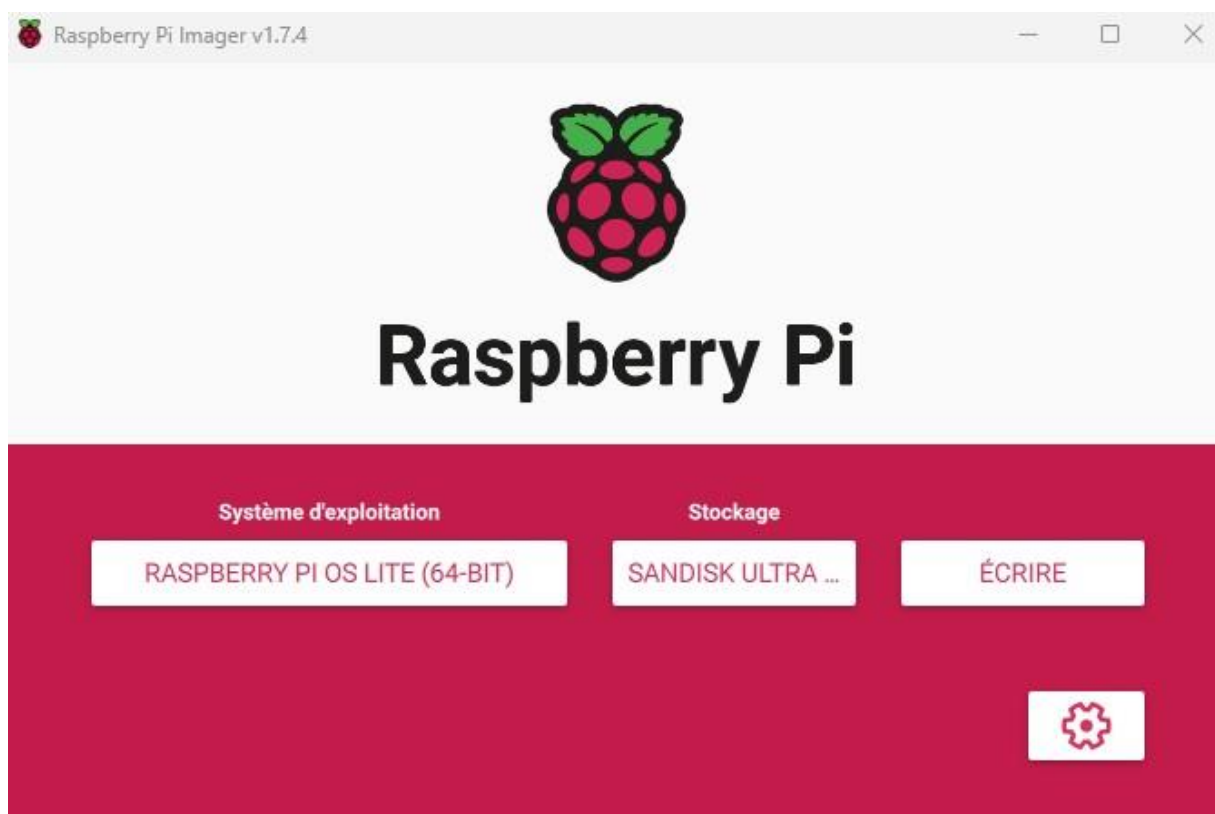 Raspberry Pi Imager v1.7.4
Raspberry Pi
Système d'exploitation
Stockage
RASPBERRY PI OS LITE (64-BIT)
SANDISK ULTRA ...
ÉCRIRE